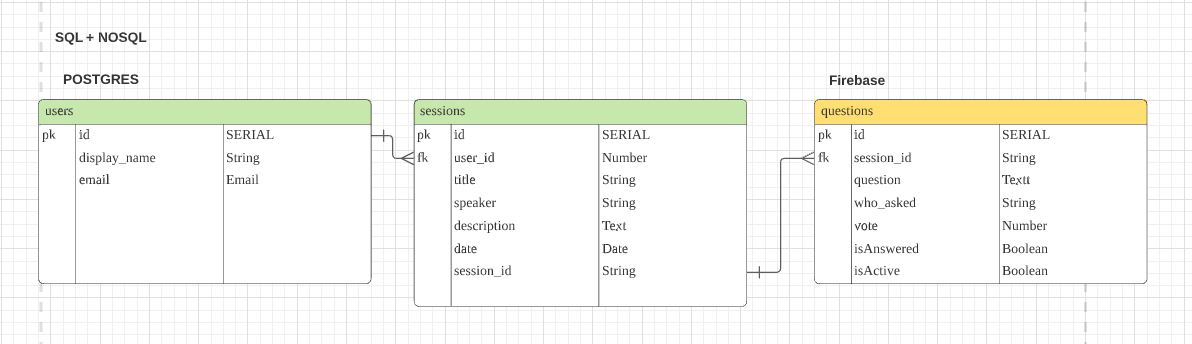 SQL + NOSQL
POSTGRES
Firebase
users
pk id SERIAL
display_name String
email Email
sessions
pk id SERIAL
fk user_id Number
title String
speaker String
description Text
date Date
session_id String
questions
pk id SERIAL
fk session_id String
question Textt
who_asked String
vote Number
isAnswered Boolean
isActive Boolean